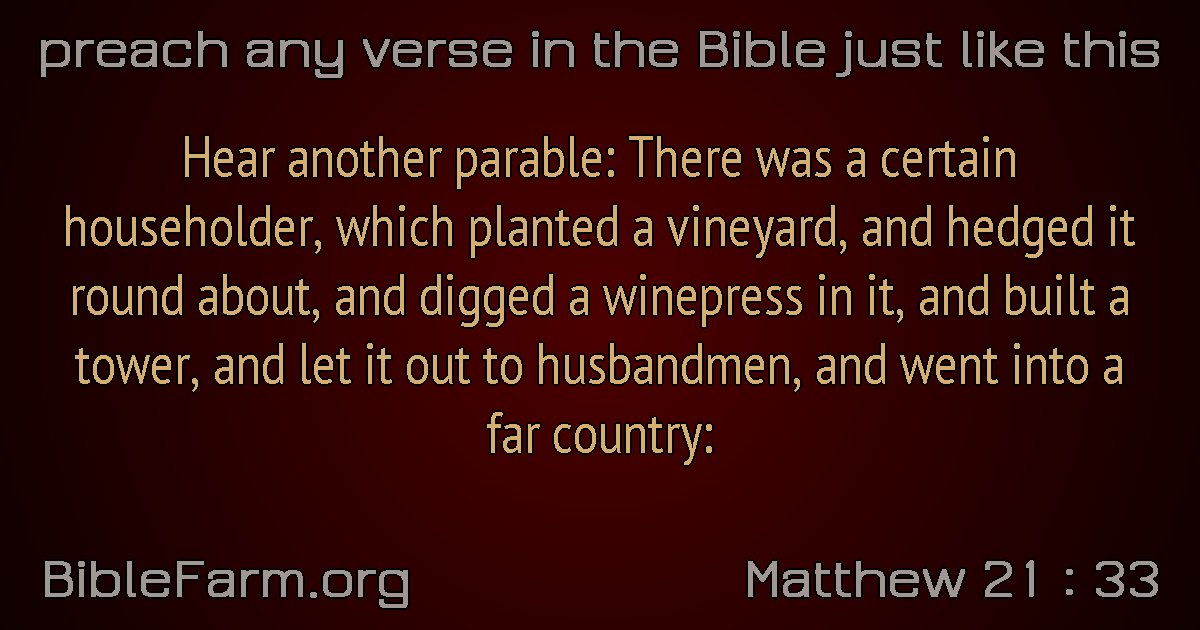 preach any verse in the Bible just like this
Hear another parable: There was a certain
householder, which planted a vineyard, and hedged it
round about, and digged a winepress in it, and built a
tower, and let it out to husbandmen, and went into a
far country:
BibleFarm.org
Matthew 21 : 33